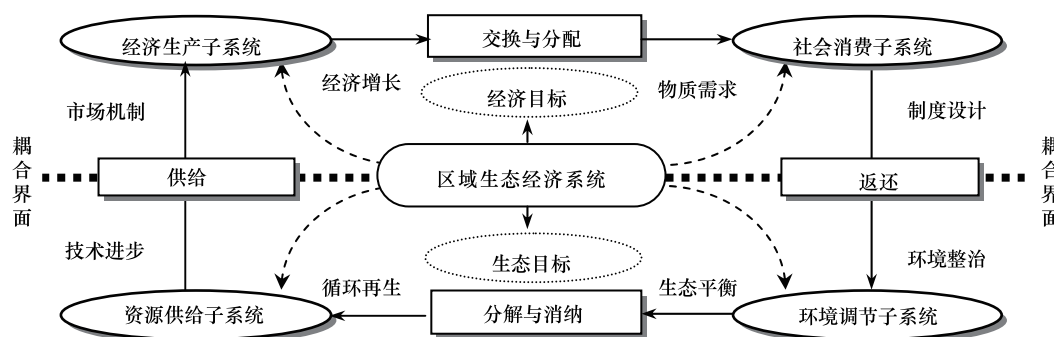 经济生产子系统
交换与分配
社会消费子系统
经济增长
经济目标
物质需求
市场机制
制度设计
耦合界面
供给
区域生态经济系统
返还
耦合界面
技术进步
生态目标
环境整治
循环再生
生态平衡
资源供给子系统
分解与消纳
环境调节子系统